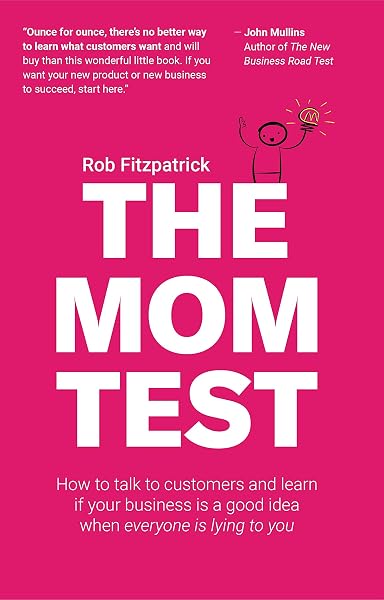 “Ounce for ounce, there’s no better way
to learn what customers want and will
buy than this wonderful little book. If you
want your new product or new business
to succeed, start here.”
— John Mullins
Author of The New
Business Road Test
Rob Fitzpatrick
THE
MOM
TEST
How to talk to customers and learn
if your business is a good idea
when everyone is lying to you